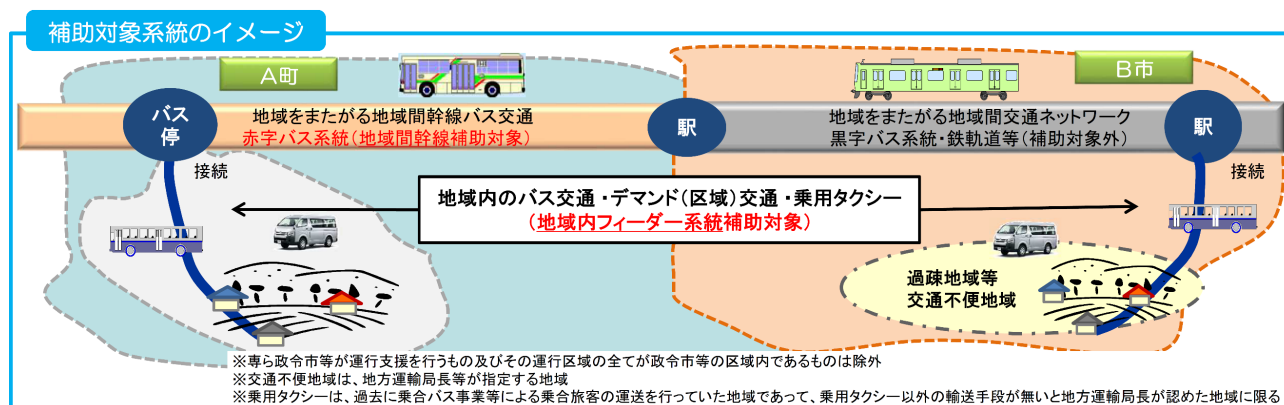 補助対象系統のイメージ
A町
B市
バス
停
地域をまたがる地域間幹線バス交通
赤字バス系統(地域間幹線補助対象)
駅
地域をまたがる地域間交通ネットワーク
黒字バス系統・鉄軌道等(補助対象外)
駅
接続
接続
地域内のバス交通・デマンド(区域)交通・乗用タクシー
(地域内フィーダー系統補助対象)
過疎地域等
交通不便地域
※専ら政令市等が運行支援を行うもの及びその運行区域の全てが政令市等の区域内であるものは除外
※交通不便地域は、地方運輸局長等が指定する地域
※乗用タクシーは、過去に乗合バス事業等による乗合旅客の運送を行っていた地域であって、乗用タクシー以外の輸送手段が無いと地方運輸局長が認めた地域に限る